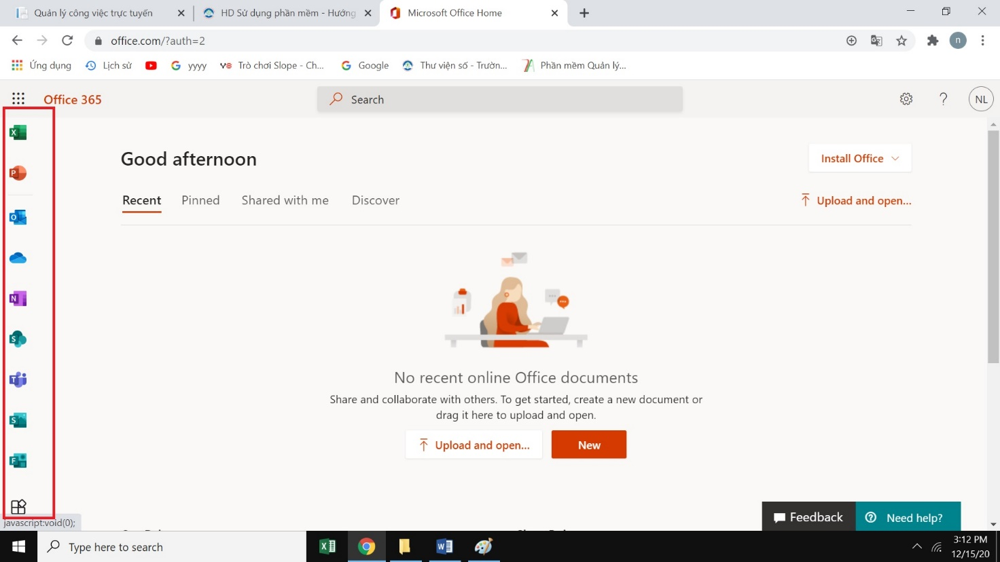 Quản lý công việc trực tuyến
HD Sử dụng phần mềm - Hướng
Microsoft Office Home
office.com/?auth=2
Ứng dụng
Lịch sử
yyyy
Trò chơi Slope - Ch...
Google
Thư viện số - Trườn...
Phần mềm Quản lý...
Office 365
Search
NL
Good afternoon
Install Office
Recent
Pinned
Shared with me
Discover
Upload and open...
No recent online Office documents
Share and collaborate with others. To get started, create a new document or
drag it here to upload and open.
Upload and open...
New
Feedback
Need help?
javascript:void(0);
Type here to search
3:12 PM
12/15/20